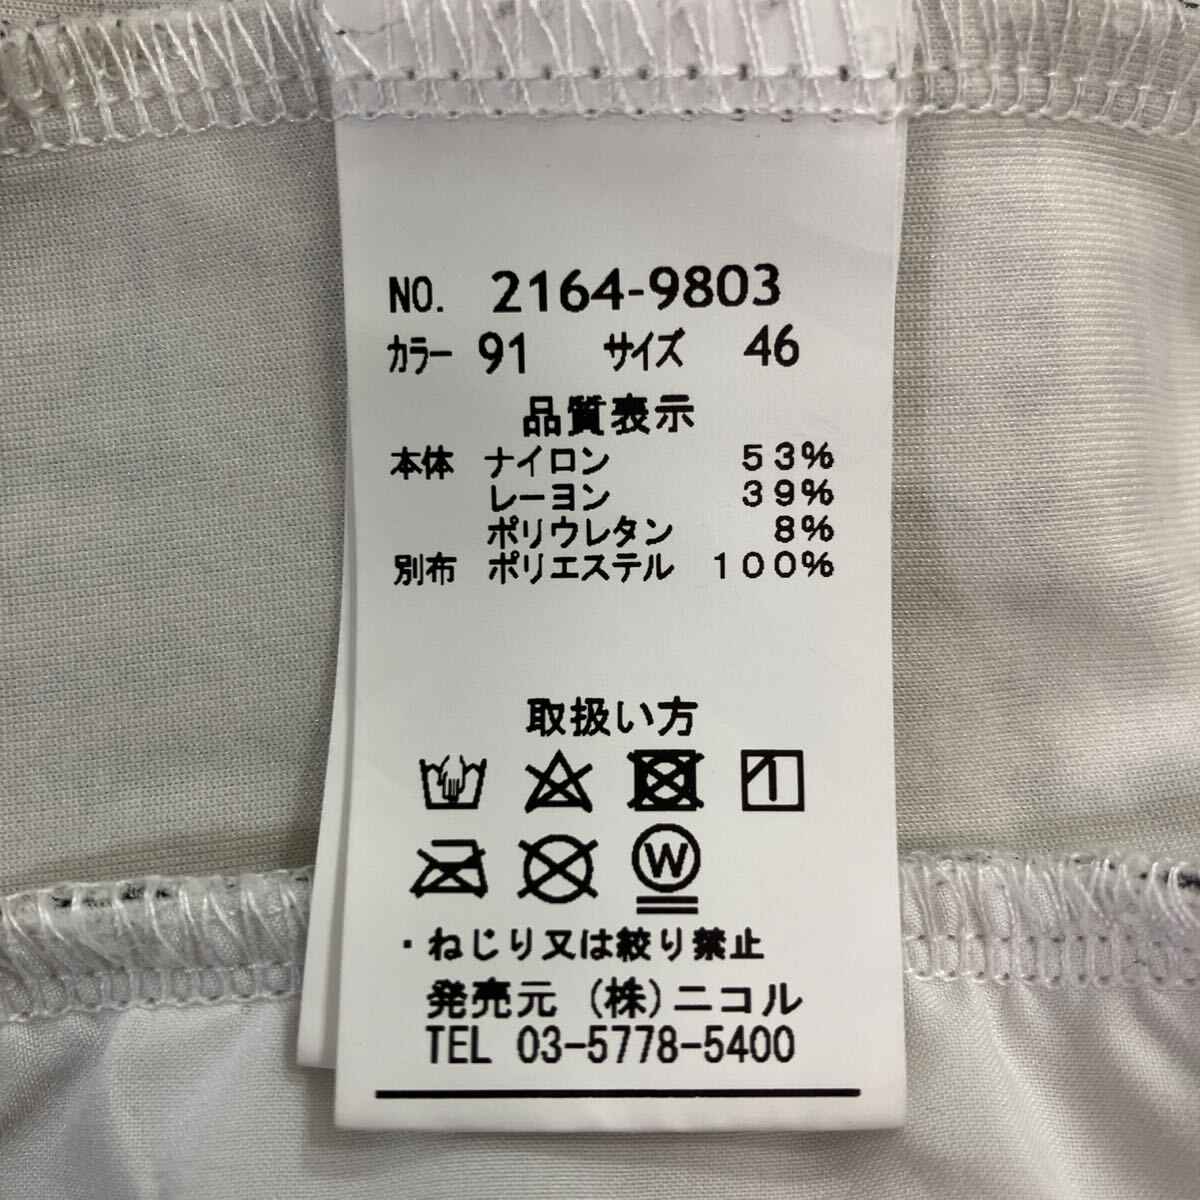 NO. 2164-9803
カラー 91 サイズ 46
品質表示
本体 ナイロン 53%
レーヨン 39%
ポリウレタン 8%
別布 ポリエステル 100%
取扱い方
W
・ねじり又は絞り禁止
発売元 (株)ニコル
TEL 03-5778-5400